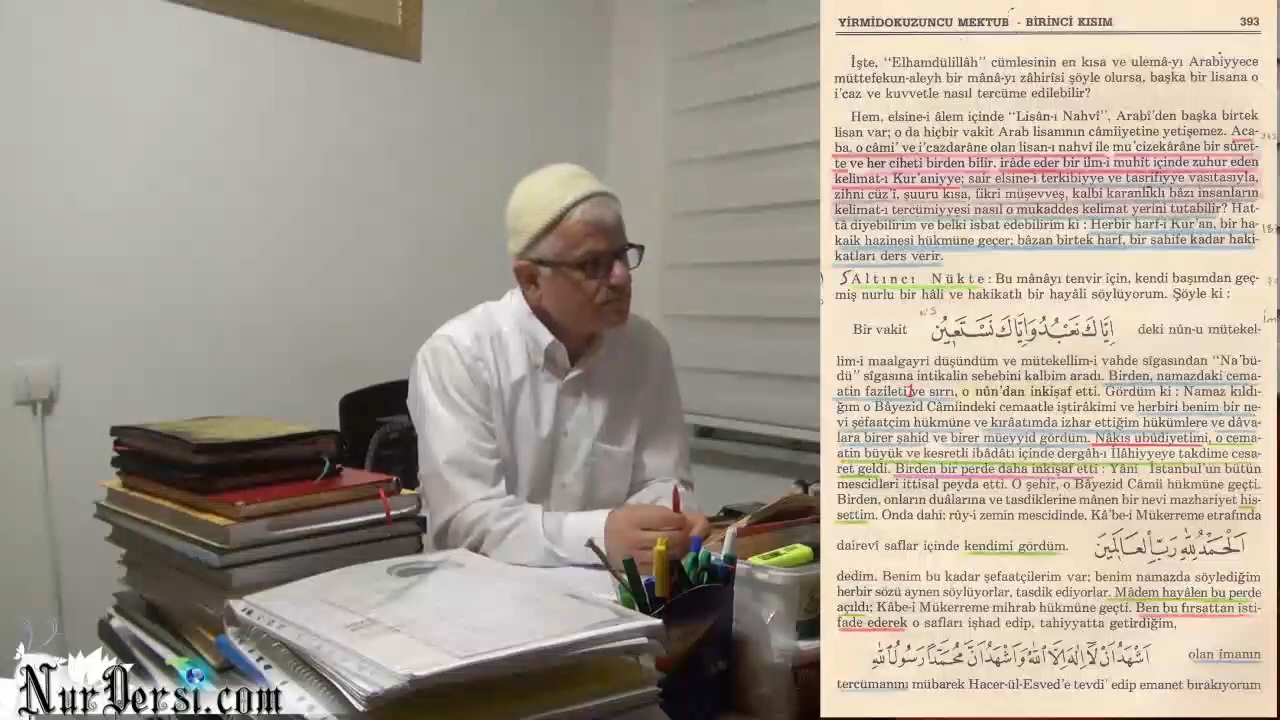 YİRMİDOKUZUNCU MEKTUB - BİRİNCİ KISIM 393
İşte, "Elhamdülillâh" cümlesinin en kısa ve ulemâ-yı Arabiyyece
müttefekun-aleyh bir mânâ-yı zâhirîsi şöyle olursa, başka bir lisana o
i'caz ve kuvvetle nasıl tercüme edilebilir?
Hem, elsine-i âlem içinde "Lisân-ı Nahvî", Arabî'den başka birtek
lisan var; o da hiçbir vakit Arab lisanının câmiiyetine yetişemez. Aca-
ba, o câmi' ve i'cazdarâne olan lisan-ı nahvî ile mu'cizekârâne bir sûret-
te ve her ciheti birden bilir, irâde eder bir ilm-i muhit içinde zuhur eden
kelimat-ı Kur'aniyye; sair elsine-i terkibiyye ve tasrifiyye vasıtasıyla,
zihni cüz'î, şuuru kısa, fikri müşevveş, kalbi karanlıklı bâzı insanların
kelimat-ı tercümiyyesi nasıl o mukaddes kelimat yerini tutabilir? Hat-
tâ diyebilirim ve belki isbat edebilirim ki : Herbir harf-i Kur'an, bir ha-
kaik hazinesi hükmüne geçer; bâzan birtek harf, bir sahife kadar haki-
katları ders verir.
Altıncı Nükte : Bu mânâyı tenvir için, kendi başımdan geç-
miş nurlu bir hâli ve hakikatlı bir hayâli söylüyorum. Şöyle ki :
Bir vakit اِيَّاكَ نَعْبُدُ وَاِيَّاكَ نَسْتَعِينُ deki nûn-u mütekel-
lim-i maalgayri düşündüm ve mütekellim-i vahde sîgasından "Na'bü-
dü" sîgasına intikalin sebebini kalbim aradı. Birden, namazdaki cema-
atin fazileti ve sırrı, o nûn'dan inkişaf etti. Gördüm ki : Namaz kıldı-
ğım o Bâyezid Câmiindeki cemaatle iştirâkimi ve herbiri benim bir ne-
vi şefaatçim hükmüne ve kırâatımda izhar ettiğim hükümlere ve dâva-
lara birer şahid ve birer müeyyid gördüm. Nâkıs ubûdiyetimi, o cema-
atin büyük ve kesretli ibâdâtı içinde dergâh-ı İlâhiyyeye takdime cesa-
ret geldi. Birden bir perde daha inkişaf etti : Yâni İstanbul'un bütün
mescidleri ittisal peyda etti. O şehir, o Bâyezid Câmii hükmüne geçti.
Birden, onların duâlarına ve tasdiklerine mânen bir nevi mazhariyet his-
settim. Onda dahi: rûy-i zemin mescidinde, Kâ'be-i Mükerreme etrafında
dairevî saflar içinde kendimi gördüm. اَلْحَمْدُ لِلّٰهِ رَبِّ الْعَالَمِينَ
dedim. Benim bu kadar şefaatçilerim var; benim namazda söylediğim
herbir sözü aynen söylüyorlar, tasdik ediyorlar. Mâdem hayâlen bu perde
açıldı; Kâbe-i Mükerreme mihrab hükmüne geçti. Ben bu fırsattan isti-
fade ederek o safları işhad edip, tahiyyatta getirdiğim,
اَشْهَدُ اَنْ لَا اِلٰهَ اِلَّا اللّٰهُ وَاَشْهَدُ اَنَّ مُحَمَّدًا رَسُولُ اللّٰهِ olan imanın
tercümanını mübarek Hacer-ül-Esved'e tevdi' edip emanet bırakıyorum
NurDersi.com